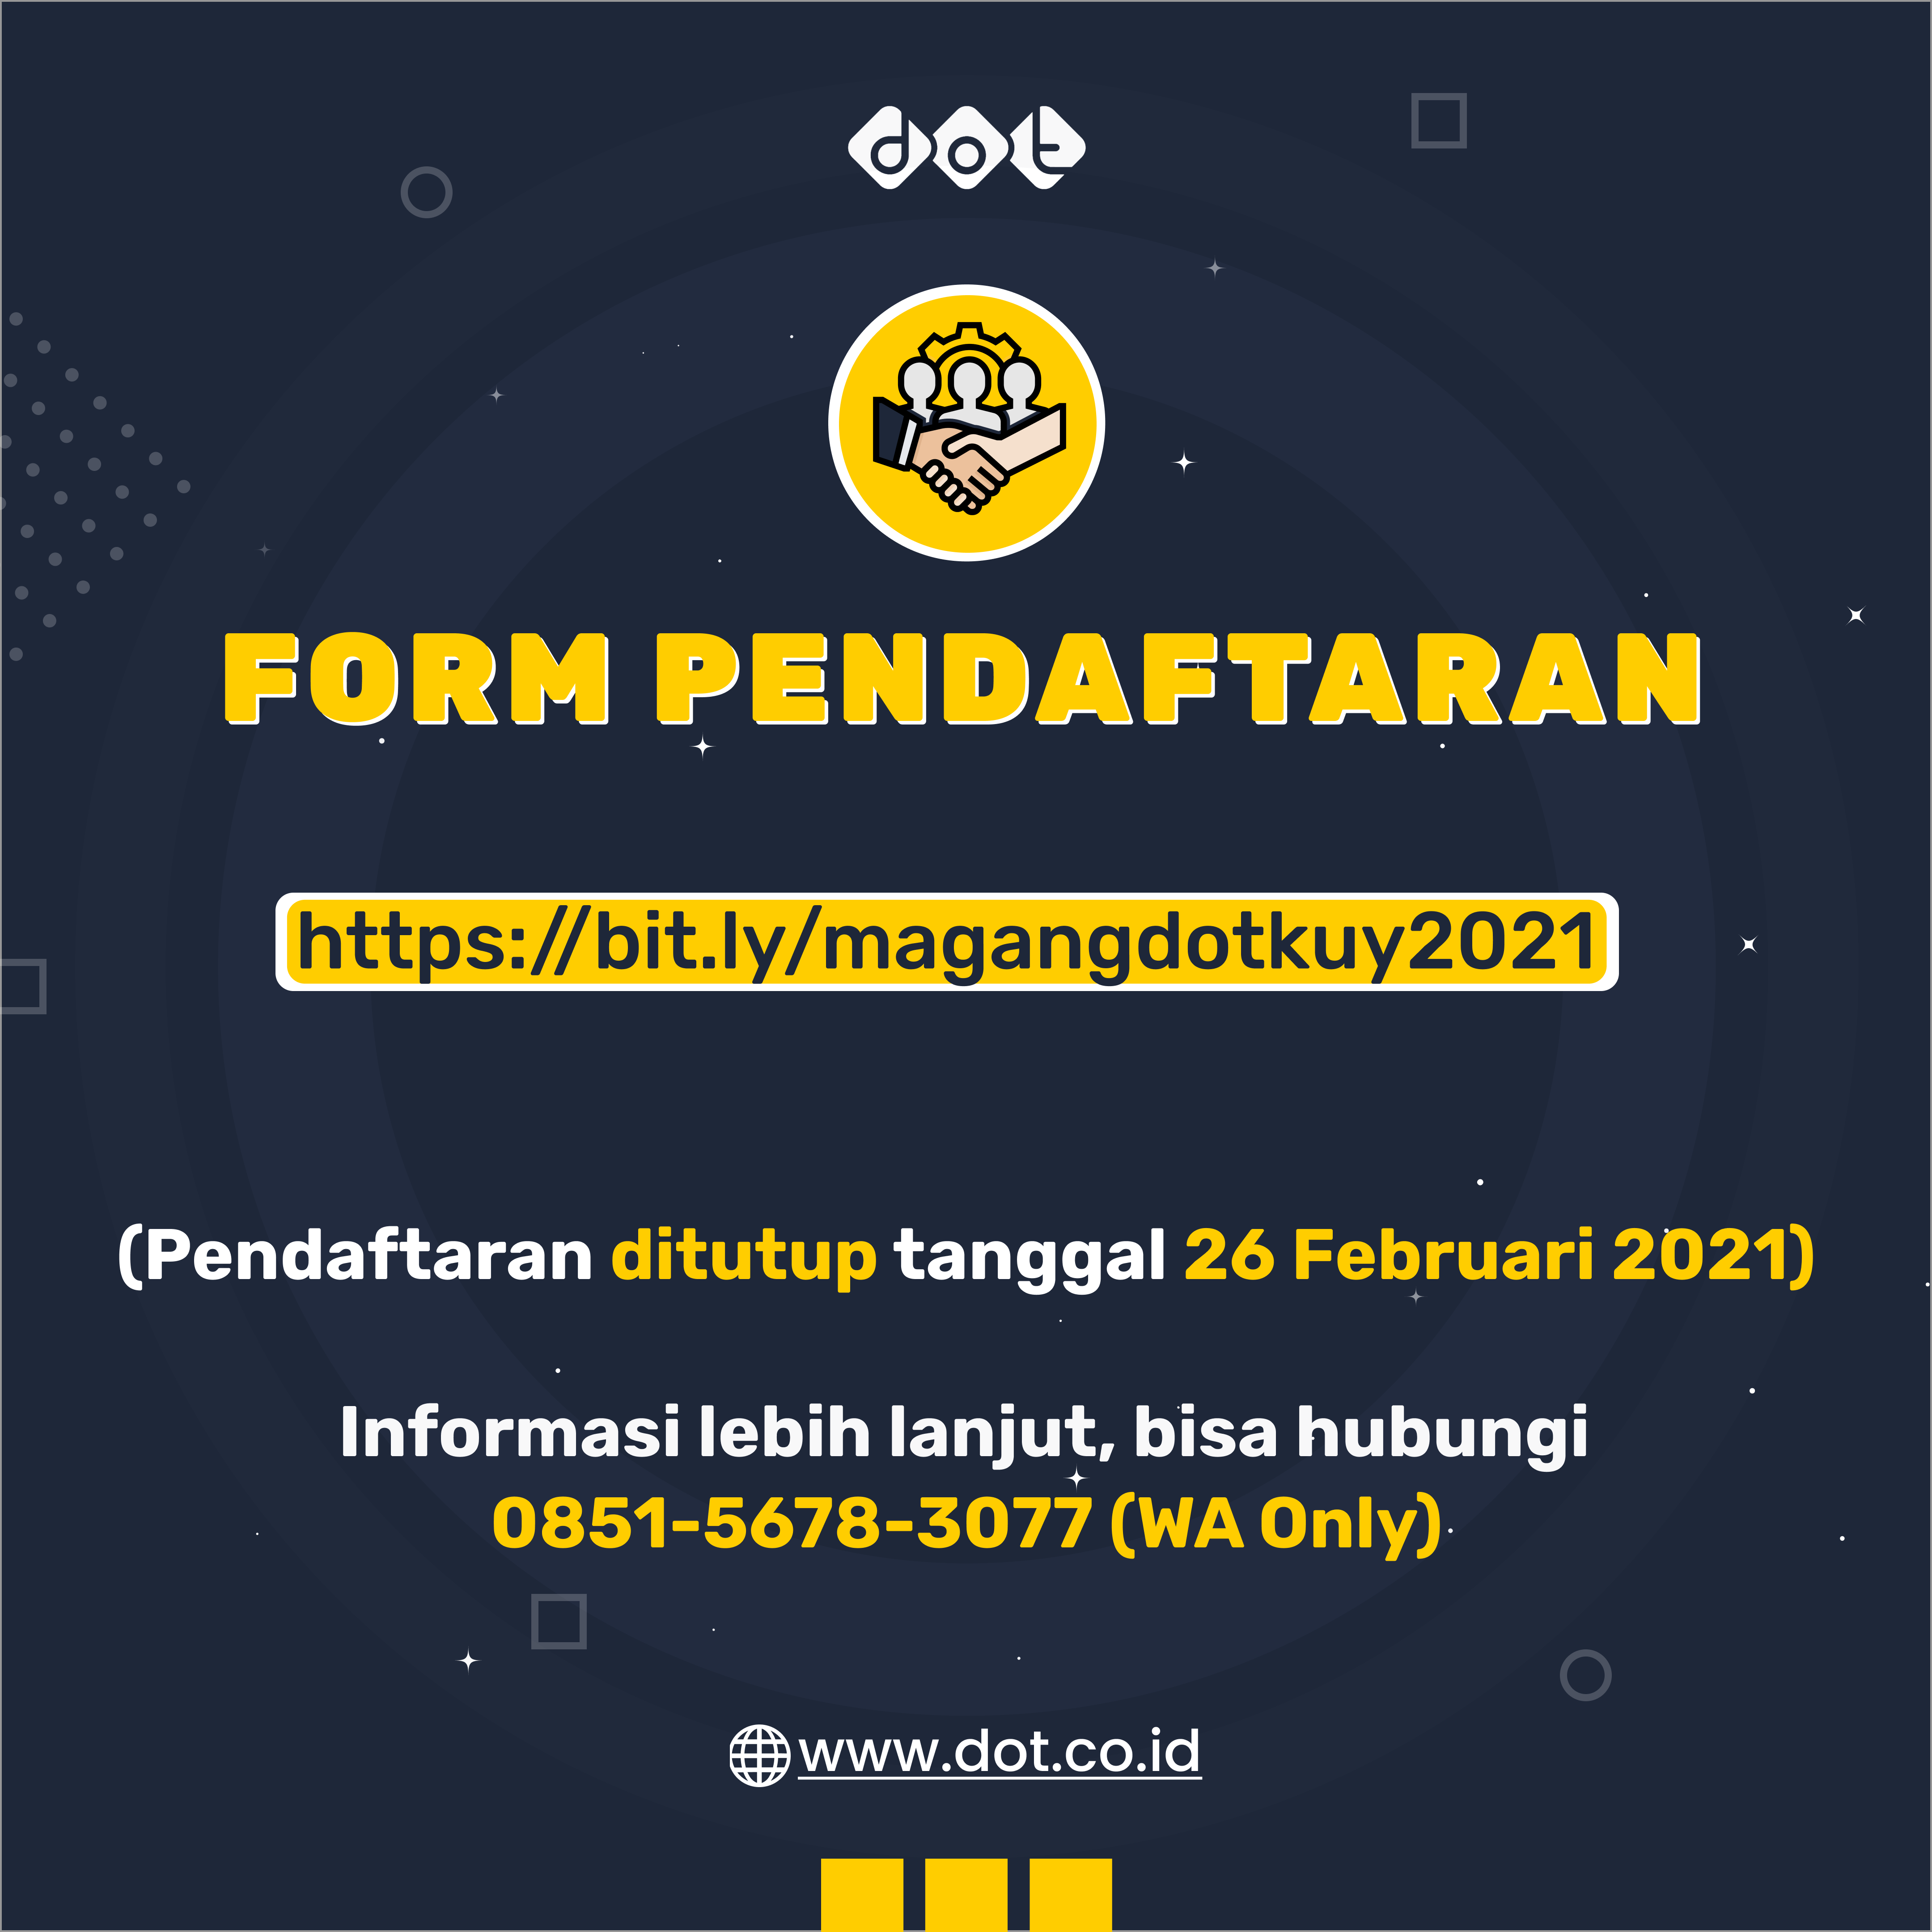 dot
FORM PENDAFTARAN
https://bit.ly/magangdotkuy2021
(Pendaftaran ditutup tanggal 26 Februari 2021)
Informasi lebih lanjut, bisa hubungi
0851-5678-3077 (WA Only)
www.dot.co.id